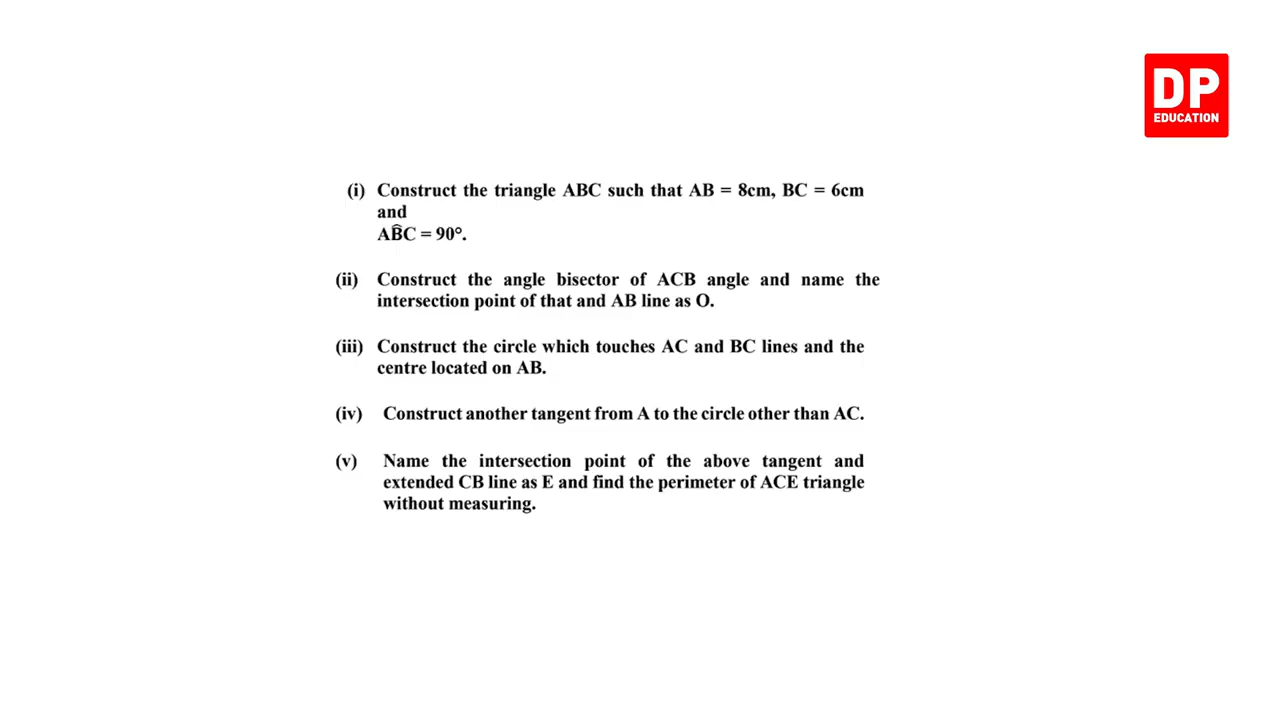 DP
EDUCATION
(i) Construct the triangle ABC such that AB = 8cm, BC = 6cm
and
AB̂C = 90°.
(ii) Construct the angle bisector of ACB angle and name the
intersection point of that and AB line as O.
(iii) Construct the circle which touches AC and BC lines and the
centre located on AB.
(iv) Construct another tangent from A to the circle other than AC.
(v) Name the intersection point of the above tangent and
extended CB line as E and find the perimeter of ACE triangle
without measuring.